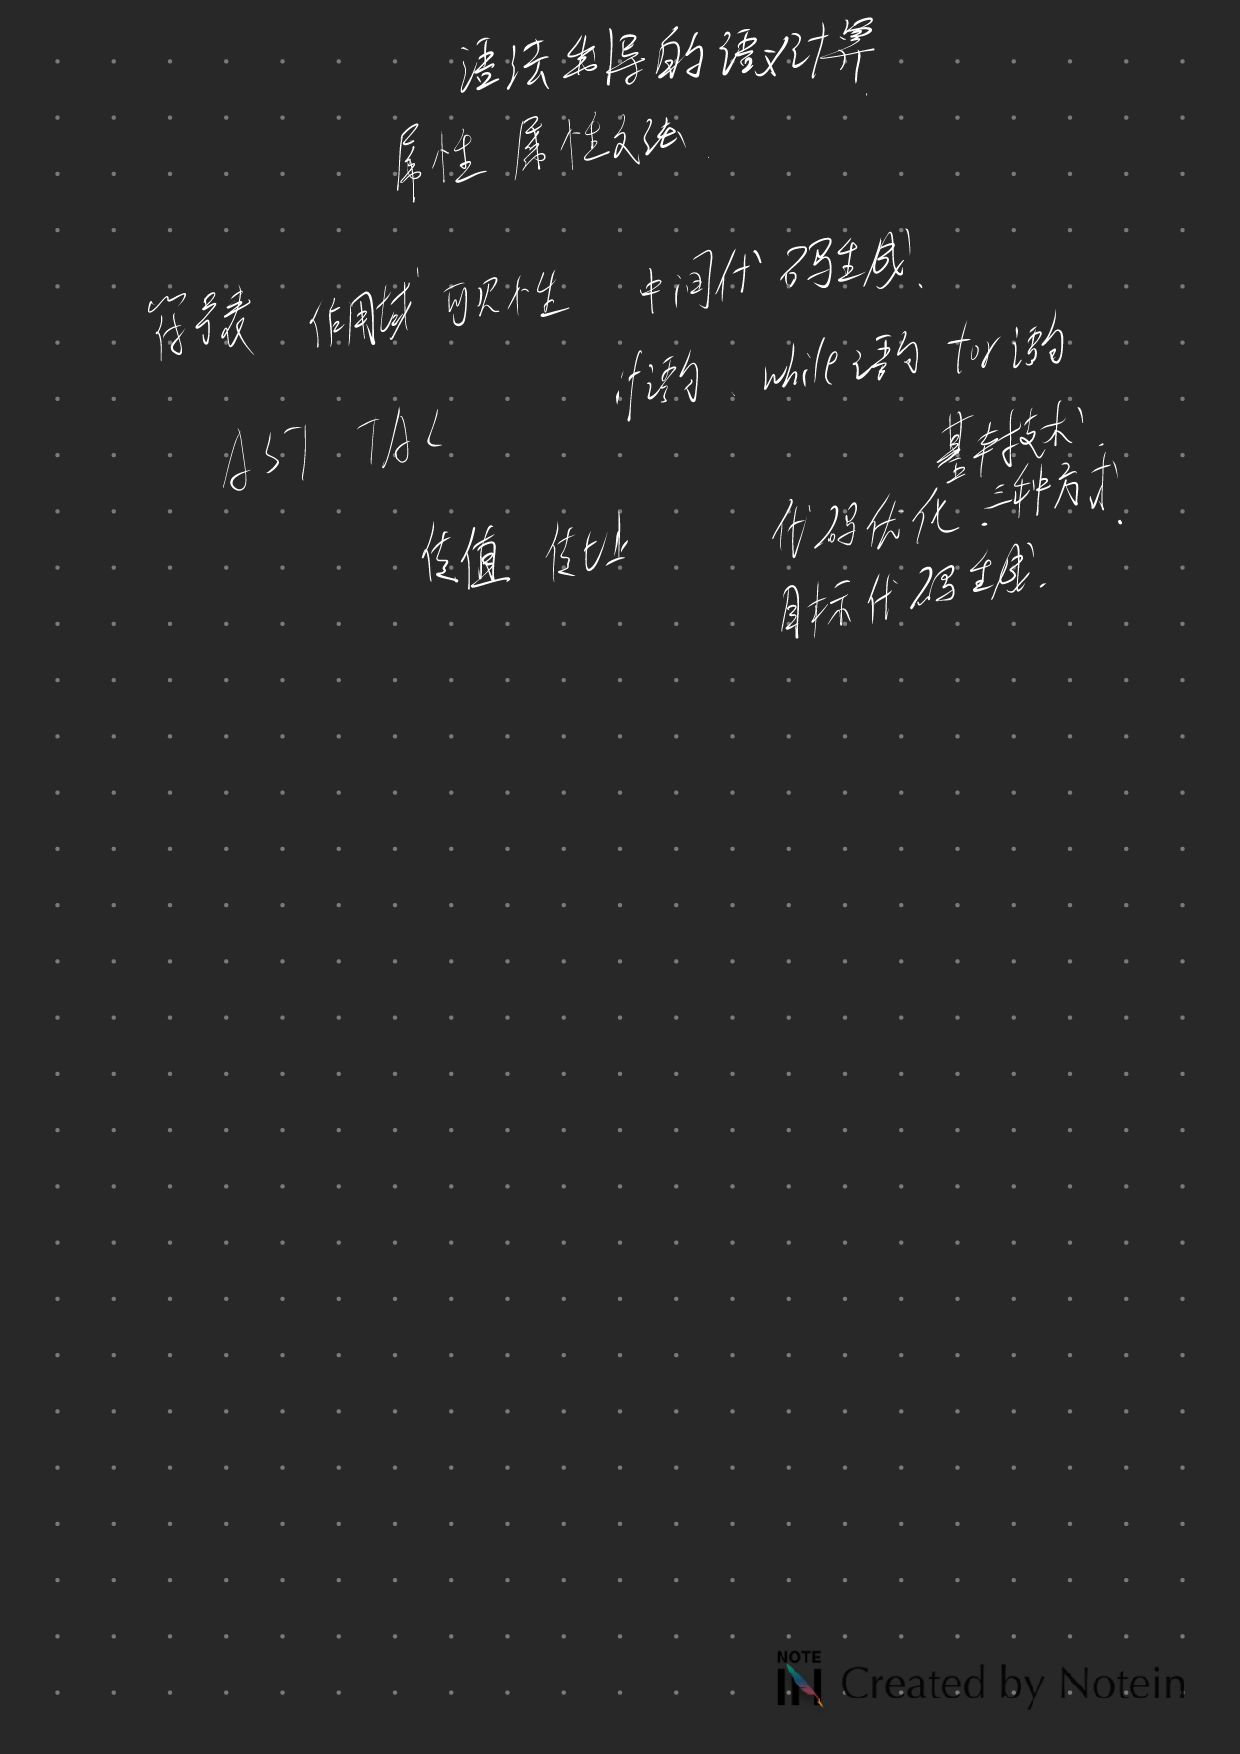 语法制导的语义计算
属性 属性文法.
符号表 作用域 可见性 中间代码生成.
if语句. while语句 for语句
AST TAC
基本技术.
代码优化. 三种方式.
传值 传址
目标代码生成.
NOTE IN Created by Notein